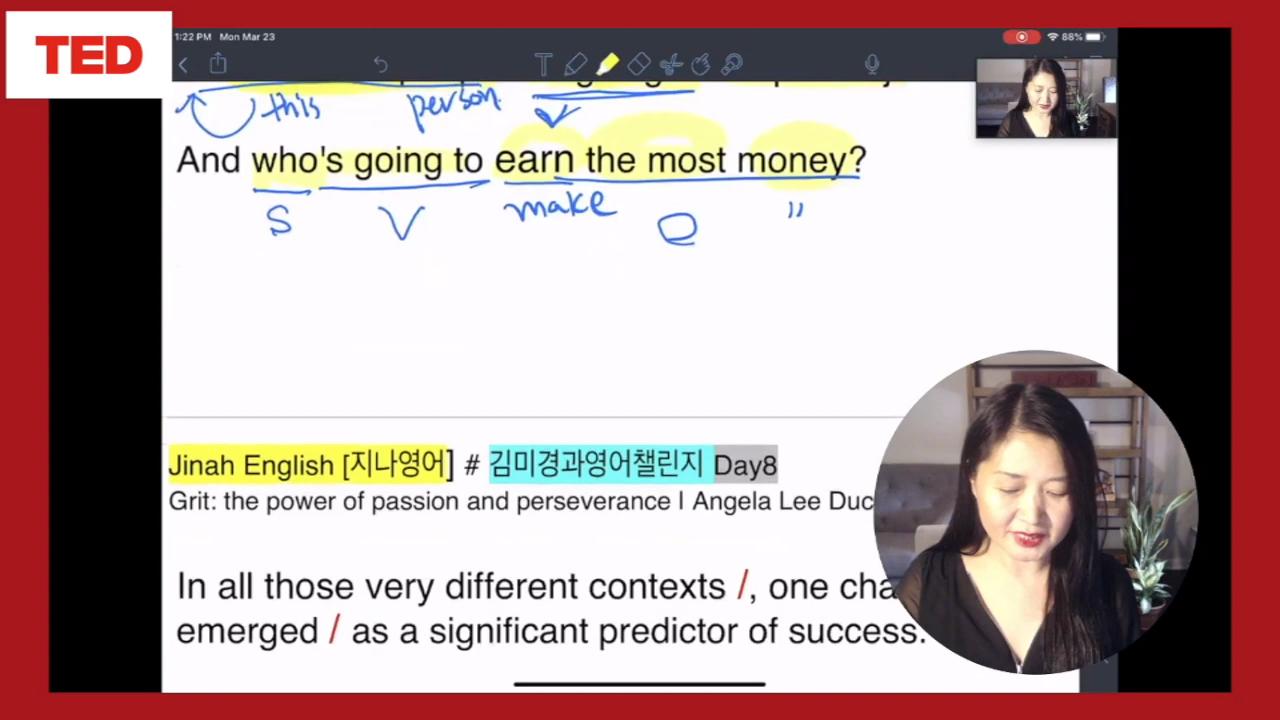 TED
1:22 PM Mon Mar 23
88%
this person
And who's going to earn the most money?
S V make O "
Jinah English [지나영어] # 김미경과영어챌린지 Day8
Grit: the power of passion and perseverance I Angela Lee Duc
In all those very different contexts /, one cha
emerged / as a significant predictor of success.